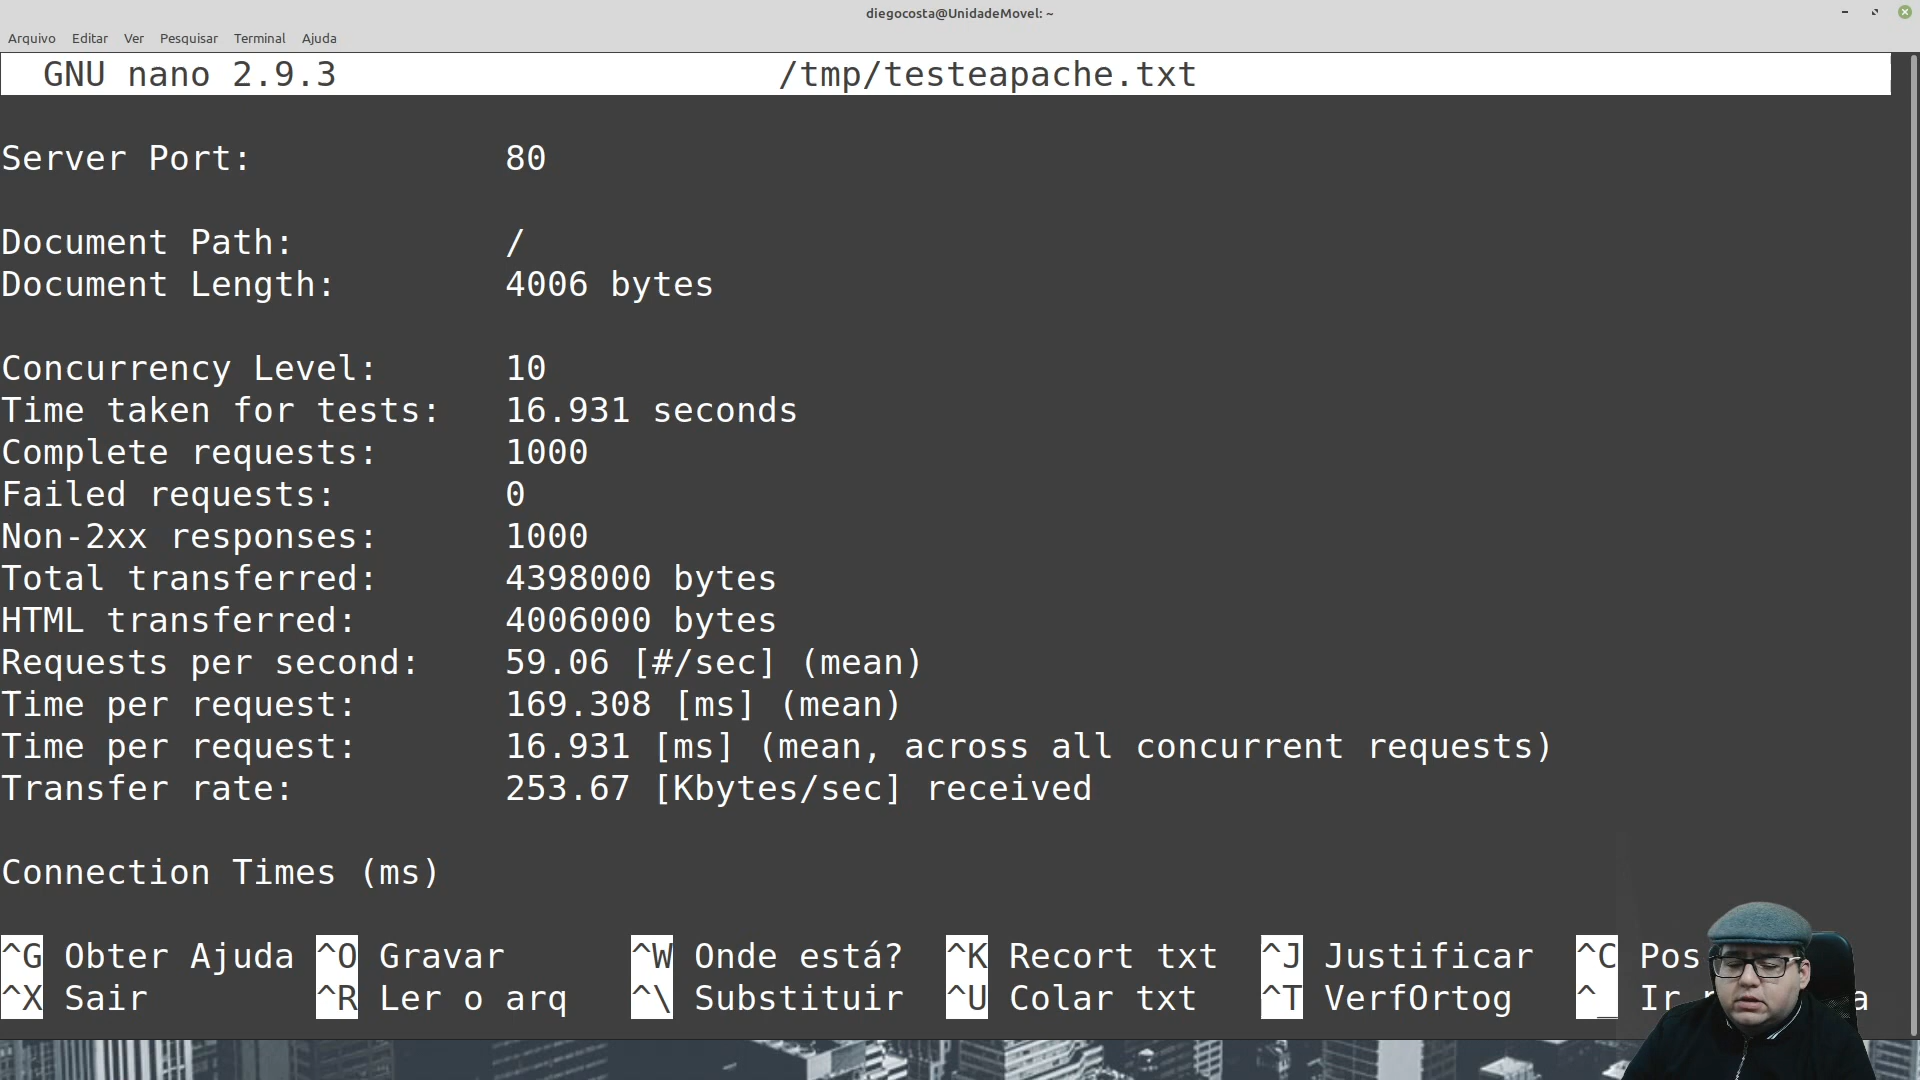 diegocosta@UnidadeMovel: ~
Arquivo Editar Ver Pesquisar Terminal Ajuda
GNU nano 2.9.3 /tmp/testeapache.txt
Server Port: 80
Document Path: /
Document Length: 4006 bytes
Concurrency Level: 10
Time taken for tests: 16.931 seconds
Complete requests: 1000
Failed requests: 0
Non-2xx responses: 1000
Total transferred: 4398000 bytes
HTML transferred: 4006000 bytes
Requests per second: 59.06 [#/sec] (mean)
Time per request: 169.308 [ms] (mean)
Time per request: 16.931 [ms] (mean, across all concurrent requests)
Transfer rate: 253.67 [Kbytes/sec] received
Connection Times (ms)
^G Obter Ajuda ^O Gravar ^W Onde está? ^K Recort txt ^J Justificar ^C Pos
^X Sair ^R Ler o arq ^\ Substituir ^U Colar txt ^T VerfOrtog ^_ Ir